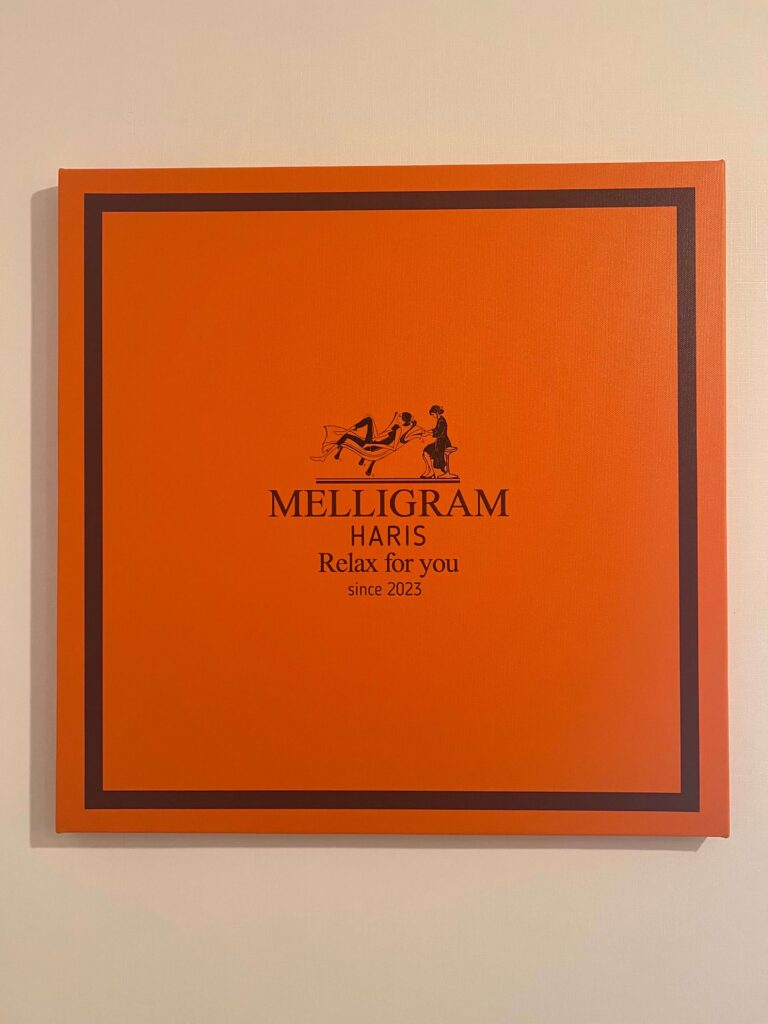 MELLIGRAM
HARIS
Relax for you
since 2023